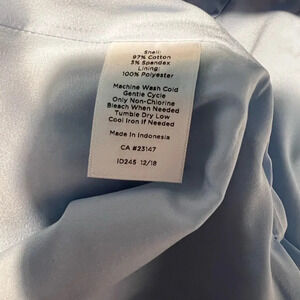 Shell:
97% Cotton
3% Spandex
Lining:
100% Polyester
Machine Wash Cold
Gentle Cycle
Only Non-Chlorine
Bleach When Needed
Tumble Dry Low
Cool Iron If Needed
Made In Indonesia
CA #23147
ID245 12/18